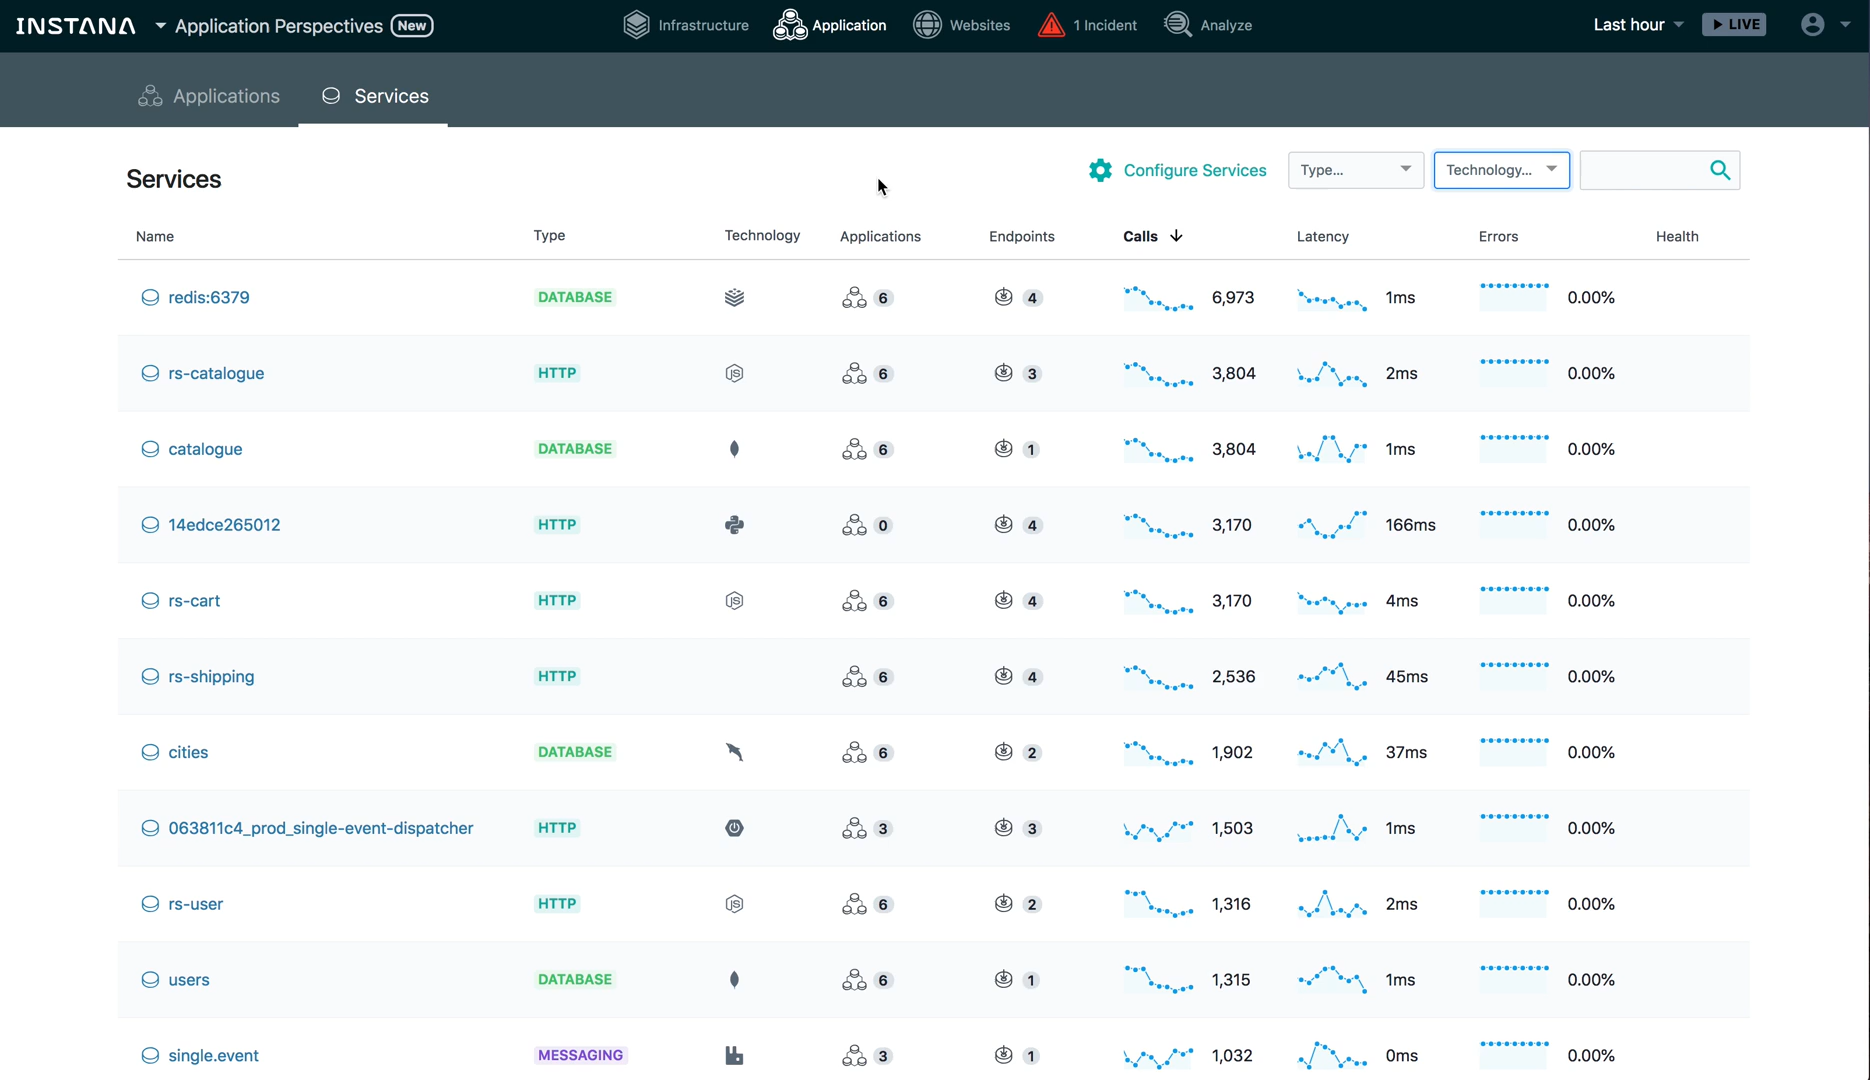 INSTANA Application Perspectives New Infrastructure Application Websites 1 Incident Analyze Last hour LIVE
Applications Services
Services Configure Services Type... Technology...
Name Type Technology Applications Endpoints Calls Latency Errors Health
redis:6379 DATABASE 6 4 6,973 1ms 0.00%
rs-catalogue HTTP JS 6 3 3,804 2ms 0.00%
catalogue DATABASE 6 1 3,804 1ms 0.00%
14edce265012 HTTP 0 4 3,170 166ms 0.00%
rs-cart HTTP JS 6 4 3,170 4ms 0.00%
rs-shipping HTTP 6 4 2,536 45ms 0.00%
cities DATABASE 6 2 1,902 37ms 0.00%
063811c4_prod_single-event-dispatcher HTTP 3 3 1,503 1ms 0.00%
rs-user HTTP JS 6 2 1,316 2ms 0.00%
users DATABASE 6 1 1,315 1ms 0.00%
single.event MESSAGING 3 1 1,032 0ms 0.00%